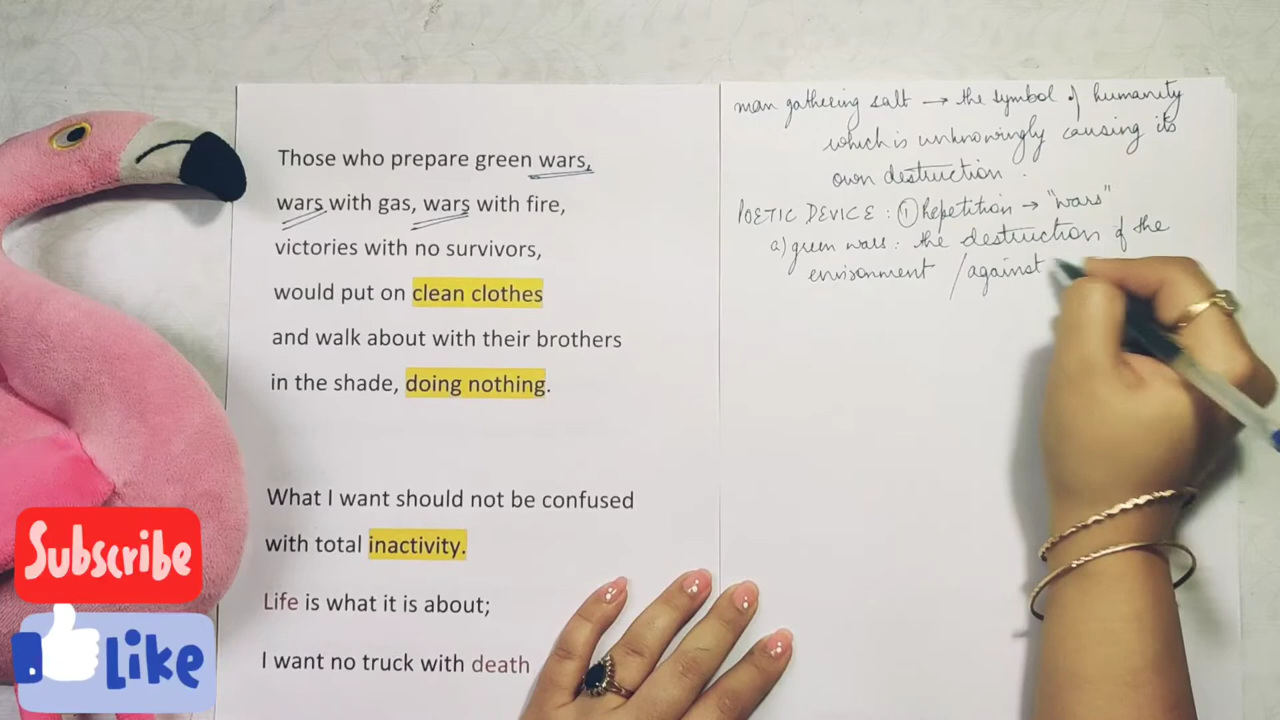 Those who prepare green wars,
wars with gas, wars with fire,
victories with no survivors,
would put on clean clothes
and walk about with their brothers
in the shade, doing nothing.
What I want should not be confused
with total inactivity.
Life is what it is about;
I want no truck with death
man gathering salt → the symbol of humanity
which is unknowingly causing its
own destruction.
POETIC DEVICE: ① Repetition → "wars"
a) green wars: the destruction of the
environment / against
Subscribe
Like